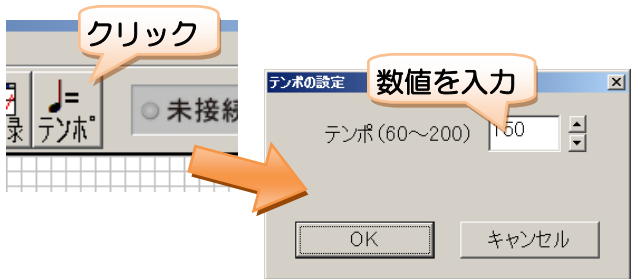 クリック
♩=
録
テンポ
未接続
テンポの設定
数値を入力
テンポ(60～200)
150
OK
キャンセル